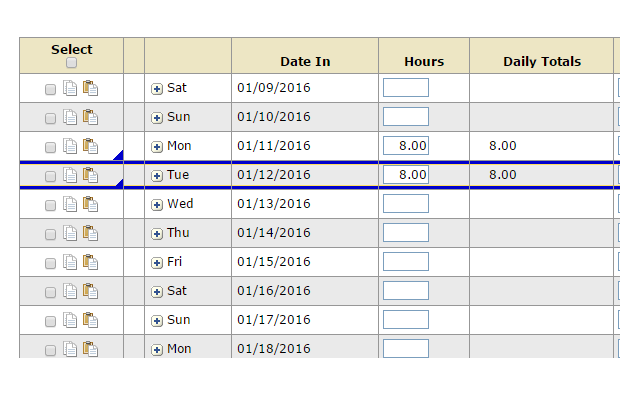 Select Date In Hours Daily Totals
Sat 01/09/2016
Sun 01/10/2016
Mon 01/11/2016 8.00 8.00
Tue 01/12/2016 8.00 8.00
Wed 01/13/2016
Thu 01/14/2016
Fri 01/15/2016
Sat 01/16/2016
Sun 01/17/2016
Mon 01/18/2016